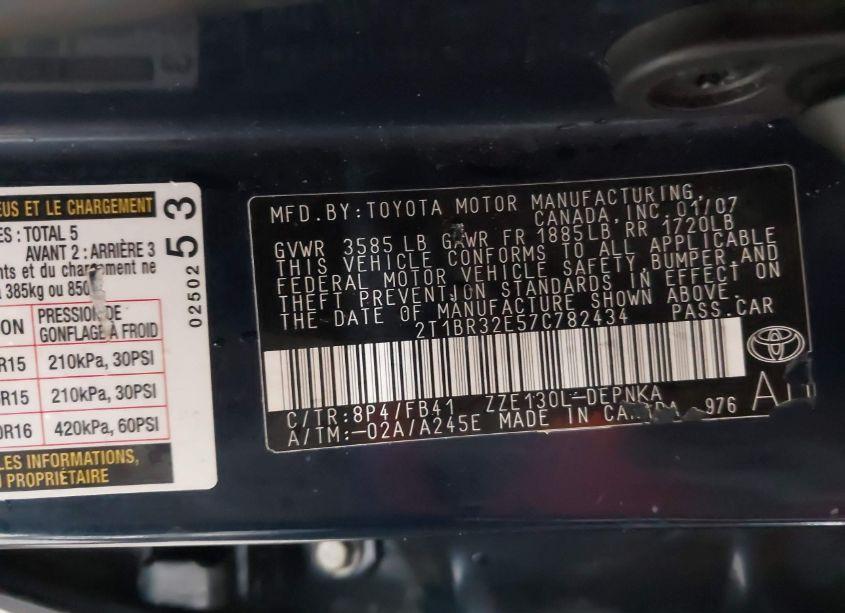 EUS ET LE CHARGEMENT
ES : TOTAL 5
AVANT 2 : ARRIÈRE 3
nts et du chargement ne
385kg ou 850
ION
PRESSION DE
GONFLAGE À FROID
R15
210kPa, 30PSI
R15
210kPa, 30PSI
0R16
420kPa, 60PSI
LES INFORMATIONS,
U PROPRIÉTAIRE
02502
53
MFD.BY:TOYOTA MOTOR MANUFACTURING,
CANADA, INC. 01/07
GVWR 3585 LB GAWR FR 1885LB RR 1720LB
THIS VEHICLE CONFORMS TO ALL APPLICABLE
FEDERAL MOTOR VEHICLE SAFETY BUMPER, AND
THEFT PREVENTION STANDARDS IN EFFECT ON
THE DATE OF MANUFACTURE SHOWN ABOVE.
2T1BR32E57C782434 PASS.CAR
C/TR:8P4/FB41 ZZE130L-DEPNKA
A/TM:-02A/A245E MADE IN CANADA 976